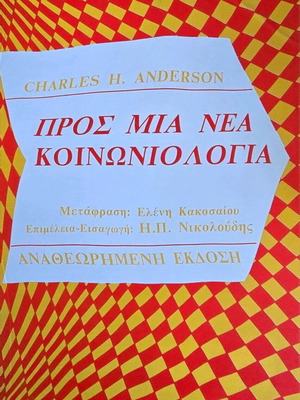 CHARLES H. ANDERSON
ΠΡΟΣ ΜΙΑ ΝΕΑ
ΚΟΙΝΩΝΙΟΛΟΓΙΑ
Μετάφραση: Ελένη Κακοσαίου
Επιμέλεια-Εισαγωγή: Η.Π. Νικολούδης
ΑΝΑΘΕΩΡΗΜΕΝΗ ΕΚΔΟΣΗ